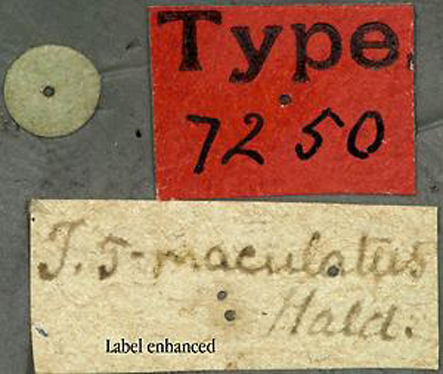 Type
7250
T. 5-maculatus
Hald.
Label enhanced